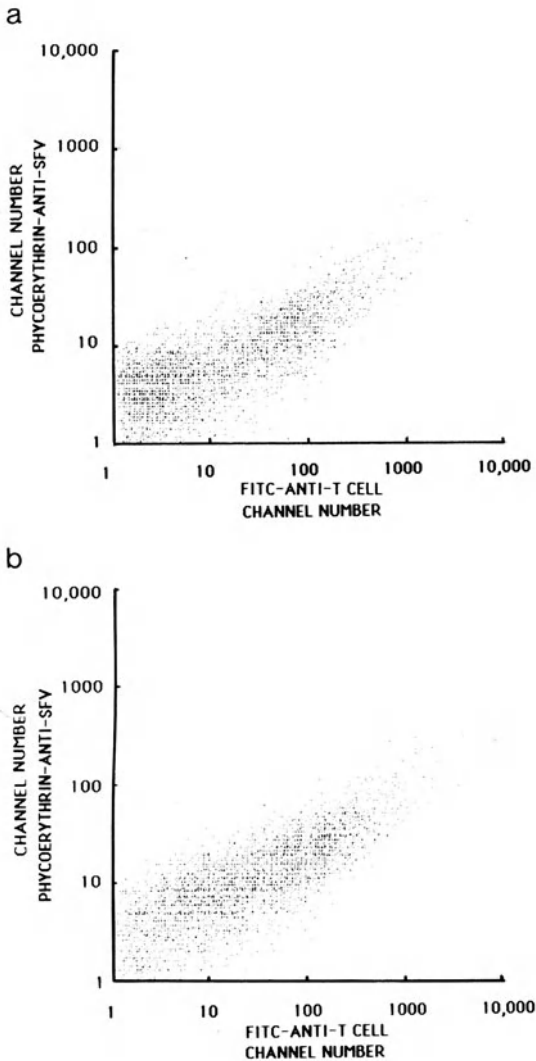 a
10,000
1000
100
10
1
CHANNEL NUMBER
PHYCOERYTHRIN-ANTI-SFV
1 10 100 1000 10,000
FITC-ANTI-T CELL
CHANNEL NUMBER
b
10,000
1000
100
10
1
CHANNEL NUMBER
PHYCOERYTHRIN-ANTI-SFV
1 10 100 1000 10,000
FITC-ANTI-T CELL
CHANNEL NUMBER